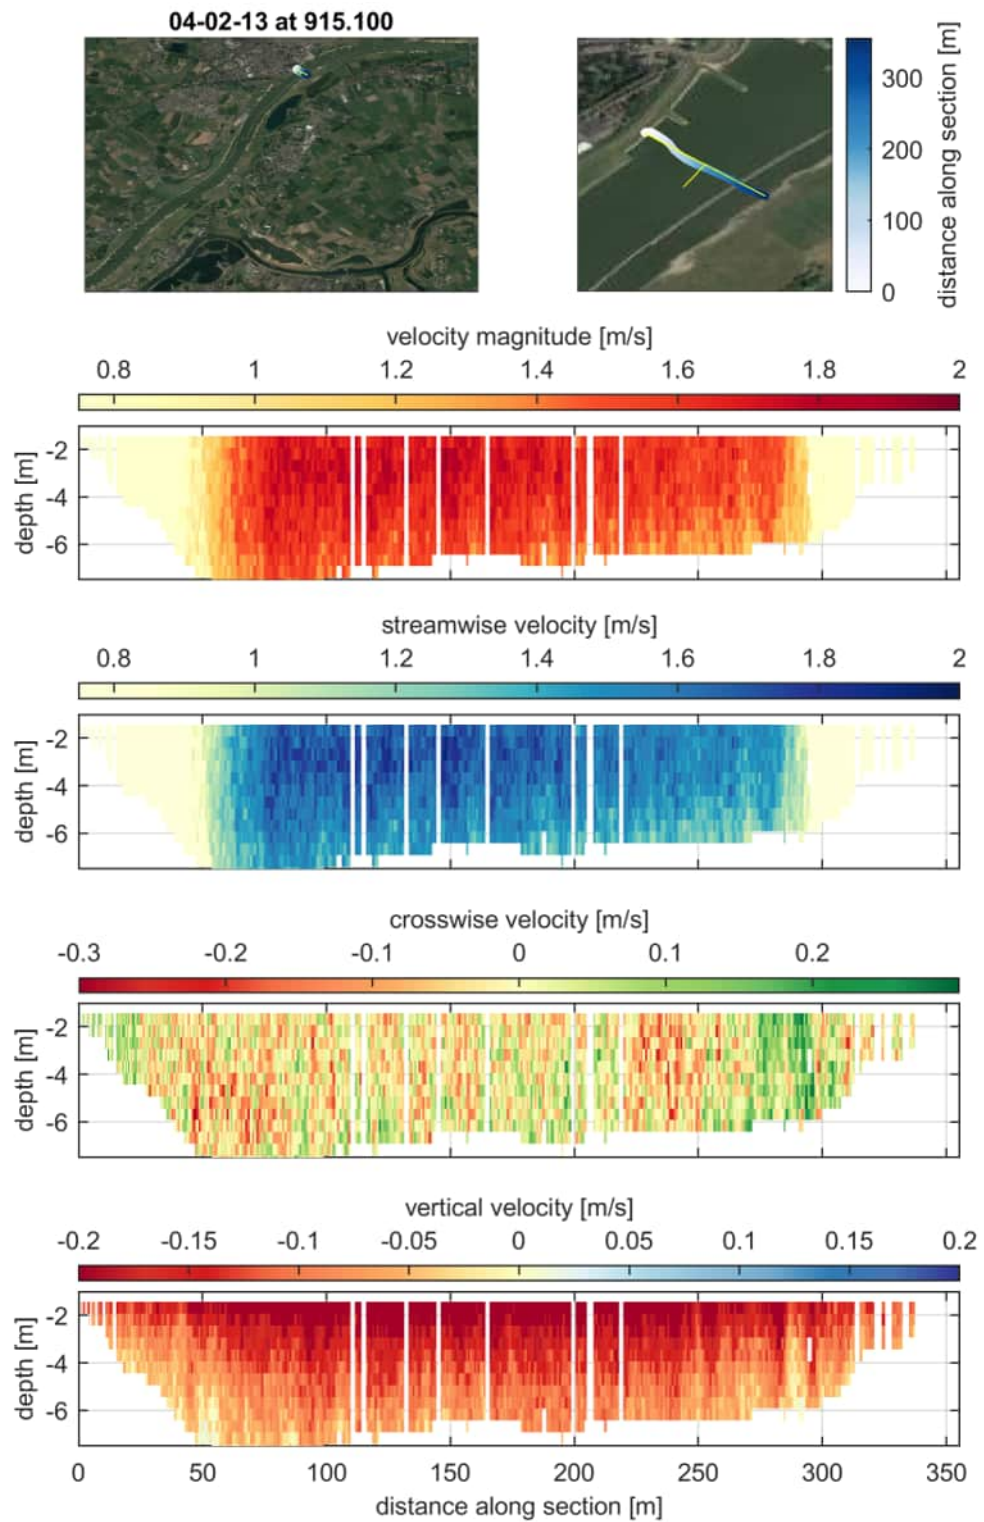 04-02-13 at 915.100
300
200
100
0
distance along section [m]
velocity magnitude [m/s]
0.8 1 1.2 1.4 1.6 1.8 2
-2
-4
-6
depth [m]
streamwise velocity [m/s]
0.8 1 1.2 1.4 1.6 1.8 2
-2
-4
-6
depth [m]
crosswise velocity [m/s]
-0.3 -0.2 -0.1 0 0.1 0.2
-2
-4
-6
depth [m]
vertical velocity [m/s]
-0.2 -0.15 -0.1 -0.05 0 0.05 0.1 0.15 0.2
-2
-4
-6
depth [m]
0 50 100 150 200 250 300 350
distance along section [m]